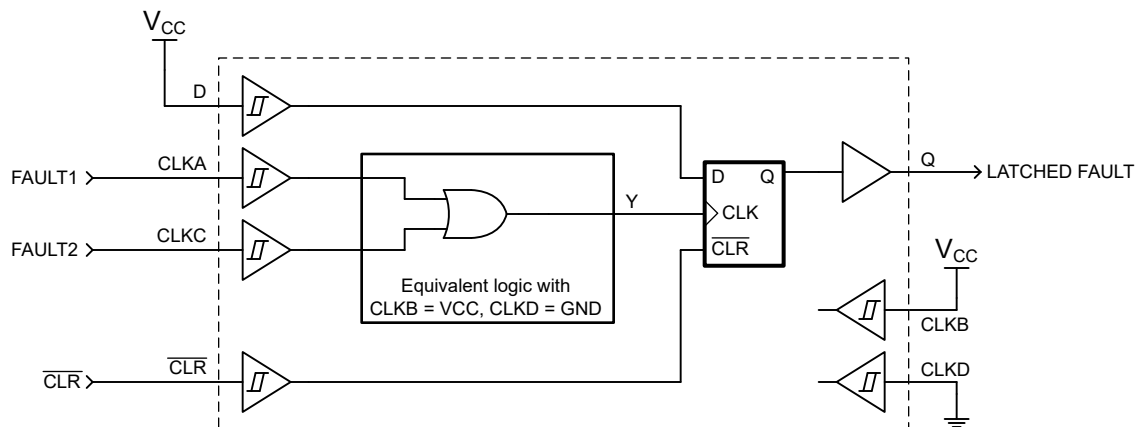 VCC
D
CLKA
FAULT1
CLKC
FAULT2
Y
D Q
CLK
CLR
Q
LATCHED FAULT
Equivalent logic with
CLKB = VCC, CLKD = GND
VCC
CLKB
CLKD
CLR
CLR